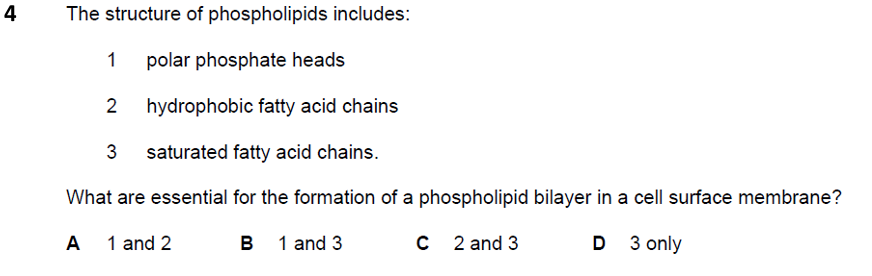 4 The structure of phospholipids includes:
1 polar phosphate heads
2 hydrophobic fatty acid chains
3 saturated fatty acid chains.
What are essential for the formation of a phospholipid bilayer in a cell surface membrane?
A 1 and 2 B 1 and 3 C 2 and 3 D 3 only